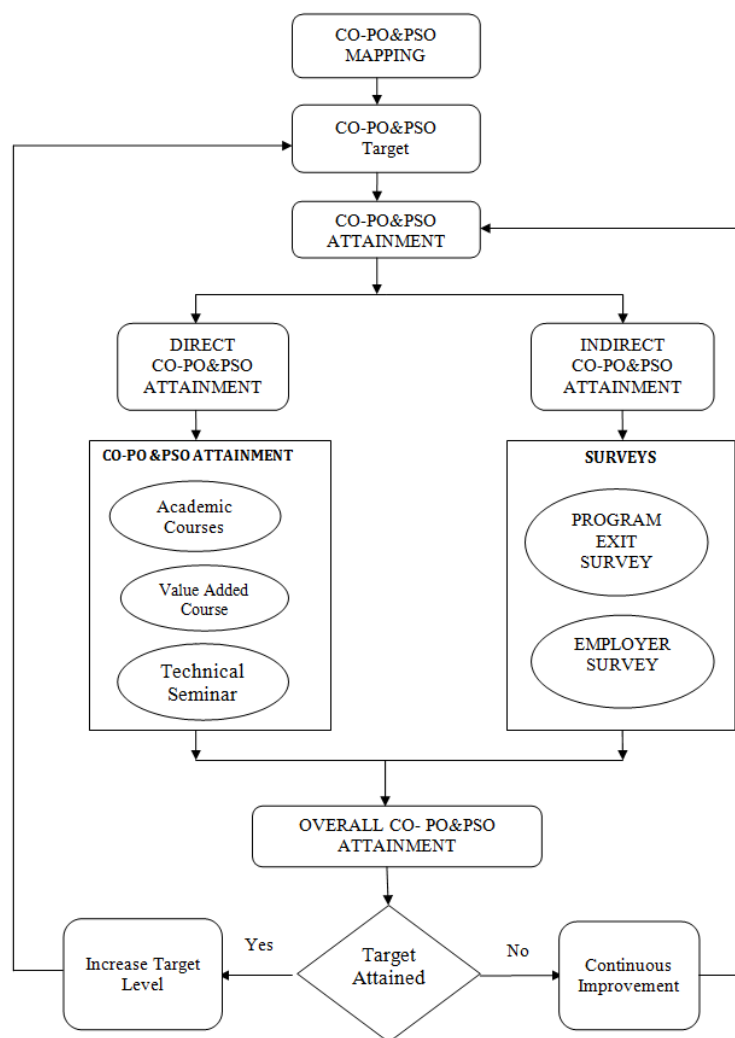 CO-PO&PSO
MAPPING
CO-PO&PSO
Target
CO-PO&PSO
ATTAINMENT
DIRECT
CO-PO&PSO
ATTAINMENT
INDIRECT
CO-PO&PSO
ATTAINMENT
CO-PO &PSO ATTAINMENT
Academic
Courses
Value Added
Course
Technical
Seminar
SURVEYS
PROGRAM
EXIT
SURVEY
EMPLOYER
SURVEY
OVERALL CO- PO&PSO
ATTAINMENT
Increase Target
Level
Yes
Target
Attained
No
Continuous
Improvement